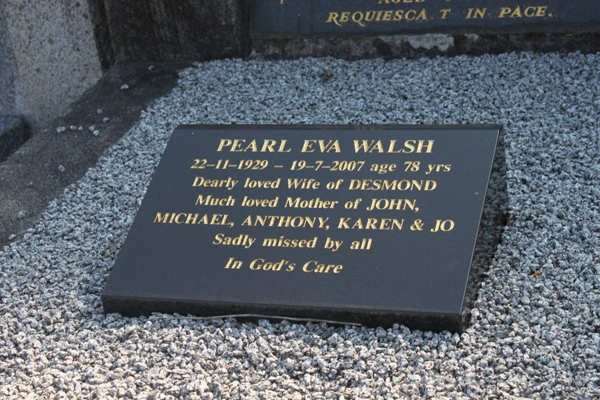 REQUIESCAT IN PACE.
PEARL EVA WALSH
22–11–1929 – 19–7–2007 age 78 yrs
Dearly loved Wife of DESMOND
Much loved Mother of JOHN,
MICHAEL, ANTHONY, KAREN & JO
Sadly missed by all
In God's Care